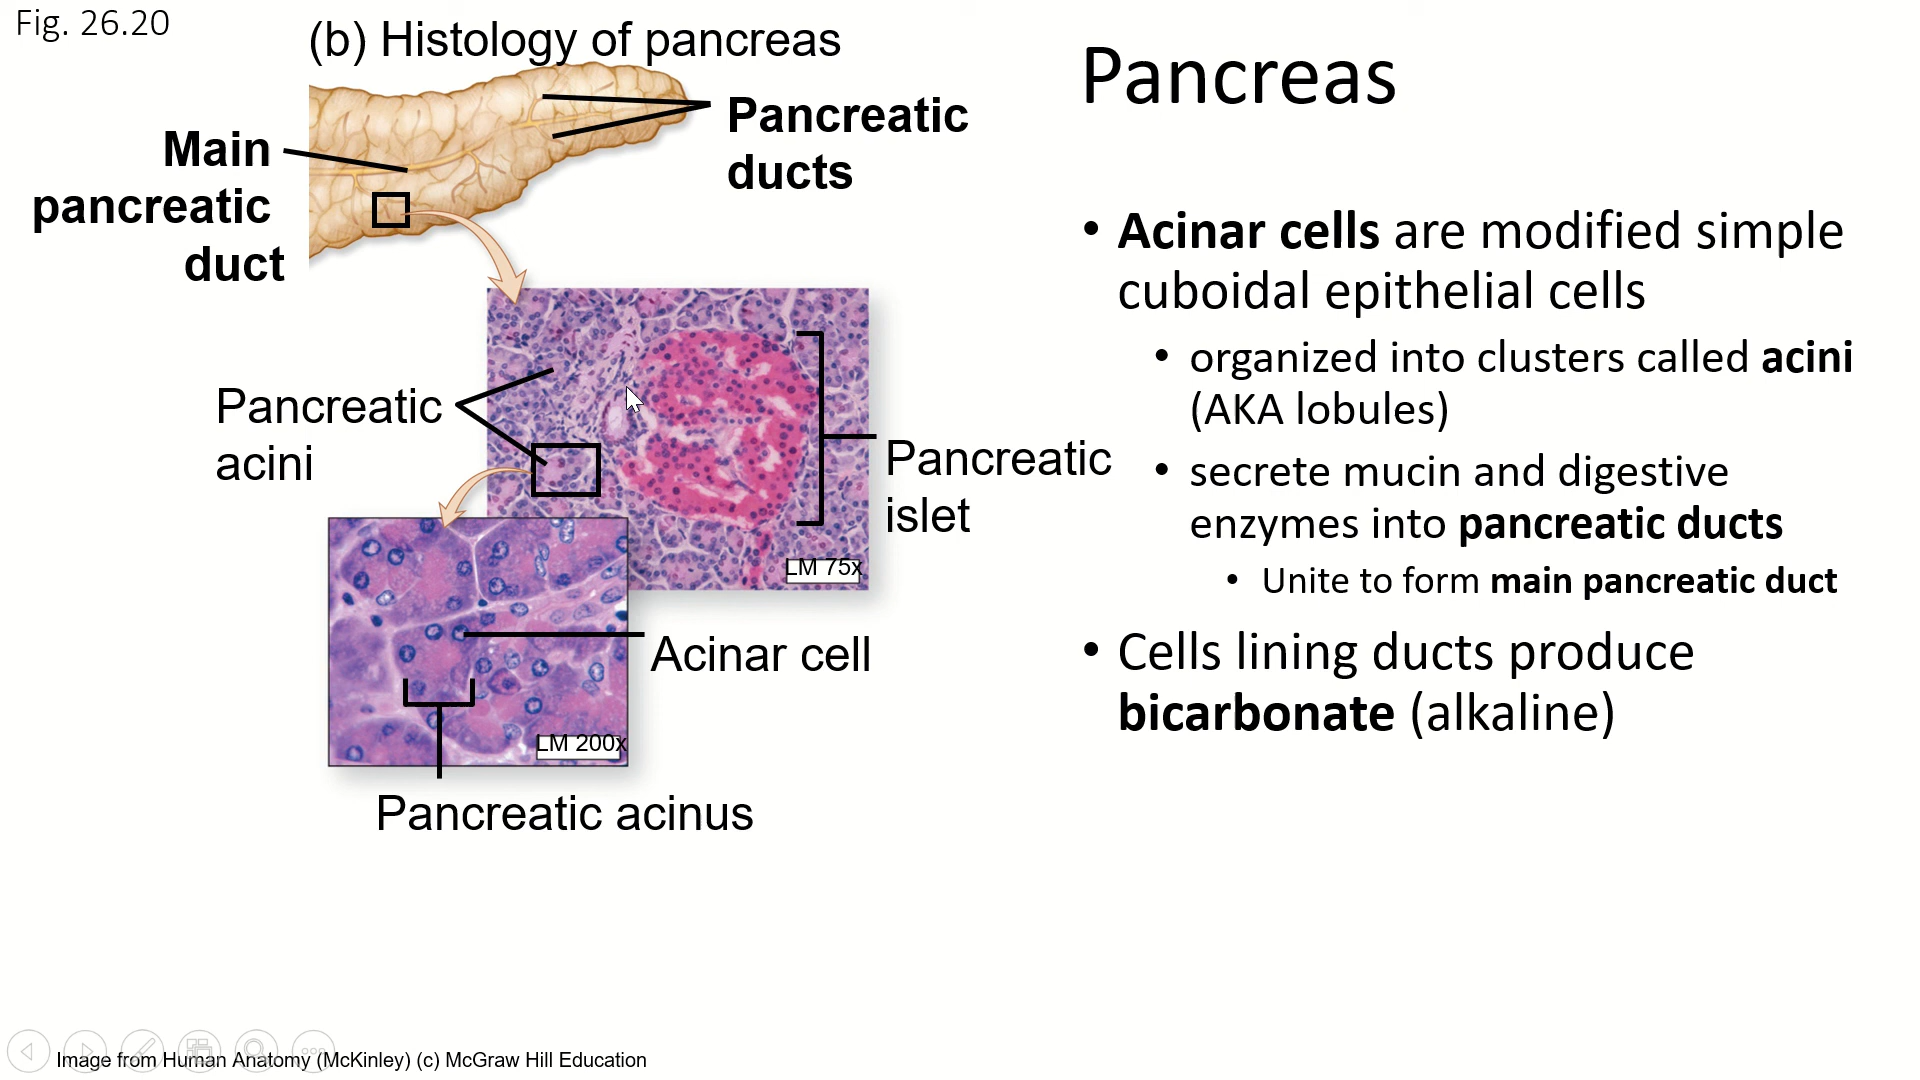 Fig. 26.20
(b) Histology of pancreas
Main
pancreatic
duct
Pancreatic
ducts
Pancreatic
acini
Pancreatic
islet
LM 75x
Acinar cell
LM 200x
Pancreatic acinus
Pancreas
• Acinar cells are modified simple
cuboidal epithelial cells
• organized into clusters called acini
(AKA lobules)
• secrete mucin and digestive
enzymes into pancreatic ducts
• Unite to form main pancreatic duct
• Cells lining ducts produce
bicarbonate (alkaline)
Image from Human Anatomy (McKinley) (c) McGraw Hill Education